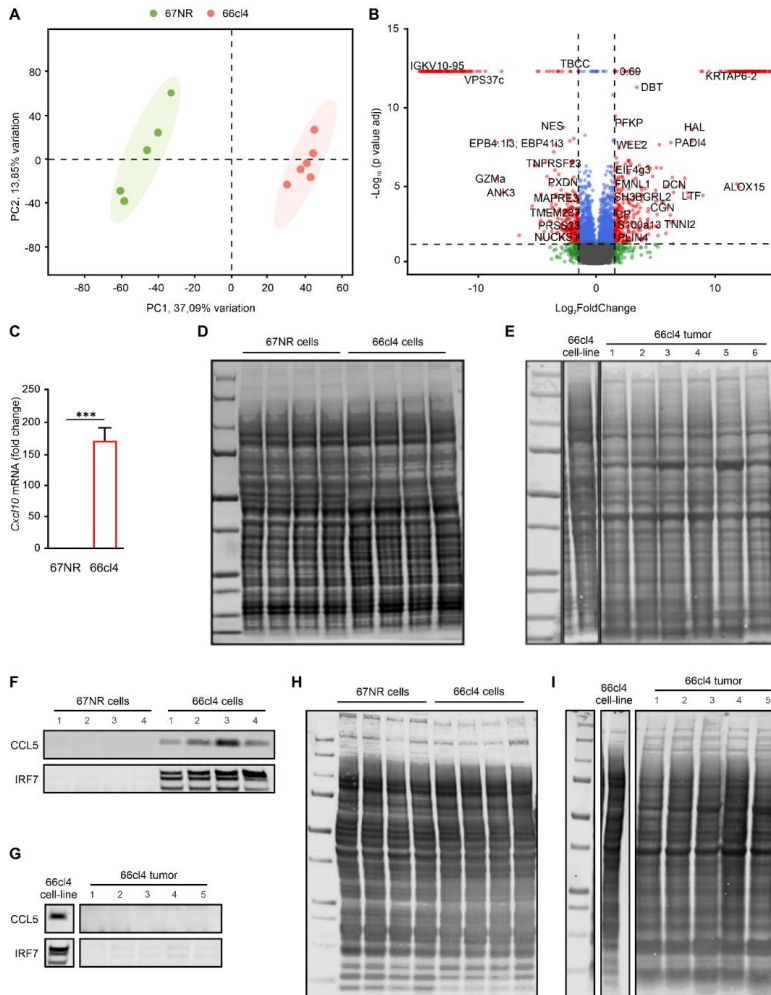 A
67NR 66cl4
PC2, 13,85% variation
80
40
0
-40
-80
-100 -80 -60 -40 -20 0 20 40 60
PC1, 37,09% variation
B
-Log₁₀ (p value adj)
15
10
5
0
IGKV10-95
TBCC
0.69
KRTAP6-2
VPS37c
DBT
NES
PFKP
HAL
EPB4.1l3; EBP41l3
WEE2
PADI4
TNFRSF23
EIF4g3
GZMa
PXDN
FMNL1
DCN
ALOX15
ANK3
MAPRE3
SH3BGRL2
LTF
TMEM237
CP
CGN
PRSS23
S100a13
TNNI2
NUCKS1
PLIN4
-10 0 10
Log₂FoldChange
C
Cxcl10 mRNA (fold change)
250
200
150
100
50
0
***
67NR 66cl4
D
67NR cells 66cl4 cells
E
66cl4 cell-line
66cl4 tumor
1 2 3 4 5 6
F
67NR cells 66cl4 cells
1 2 3 4 1 2 3 4
CCL5
IRF7
G
66cl4 cell-line
66cl4 tumor
1 2 3 4 5
CCL5
IRF7
H
67NR cells 66cl4 cells
I
66cl4 cell-line
66cl4 tumor
1 2 3 4 5